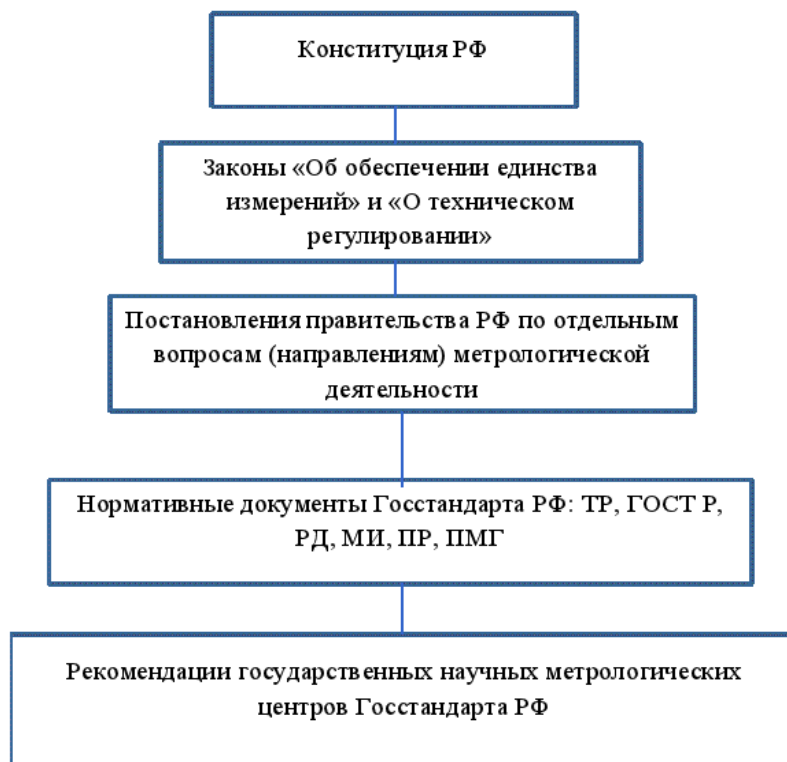 Конституция РФ
Законы «Об обеспечении единства
измерений» и «О техническом
регулировании»
Постановления правительства РФ по отдельным
вопросам (направлениям) метрологической
деятельности
Нормативные документы Госстандарта РФ: ТР, ГОСТ Р,
РД, МИ, ПР, ПМГ
Рекомендации государственных научных метрологических
центров Госстандарта РФ